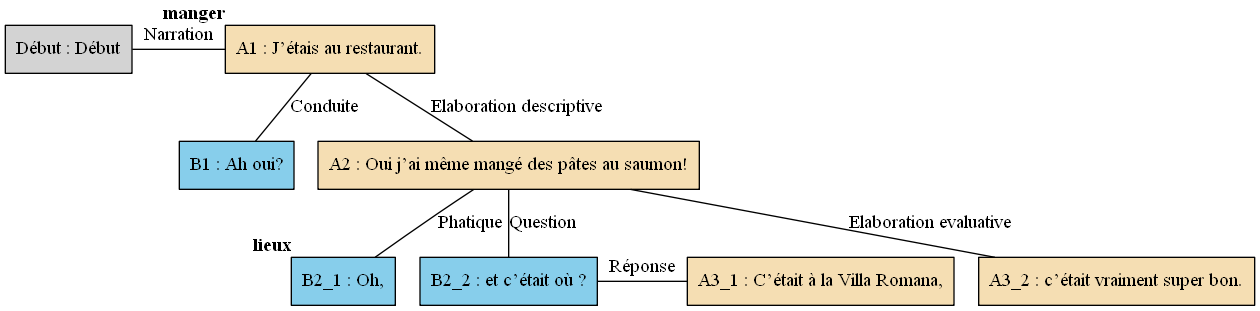 manger
Début : Début
Narration
A1 : J’étais au restaurant.
Conduite
Elaboration descriptive
B1 : Ah oui?
A2 : Oui j’ai même mangé des pâtes au saumon!
Phatique
Question
Elaboration evaluative
lieux
B2_1 : Oh,
B2_2 : et c’était où ?
Réponse
A3_1 : C’était à la Villa Romana,
A3_2 : c’était vraiment super bon.